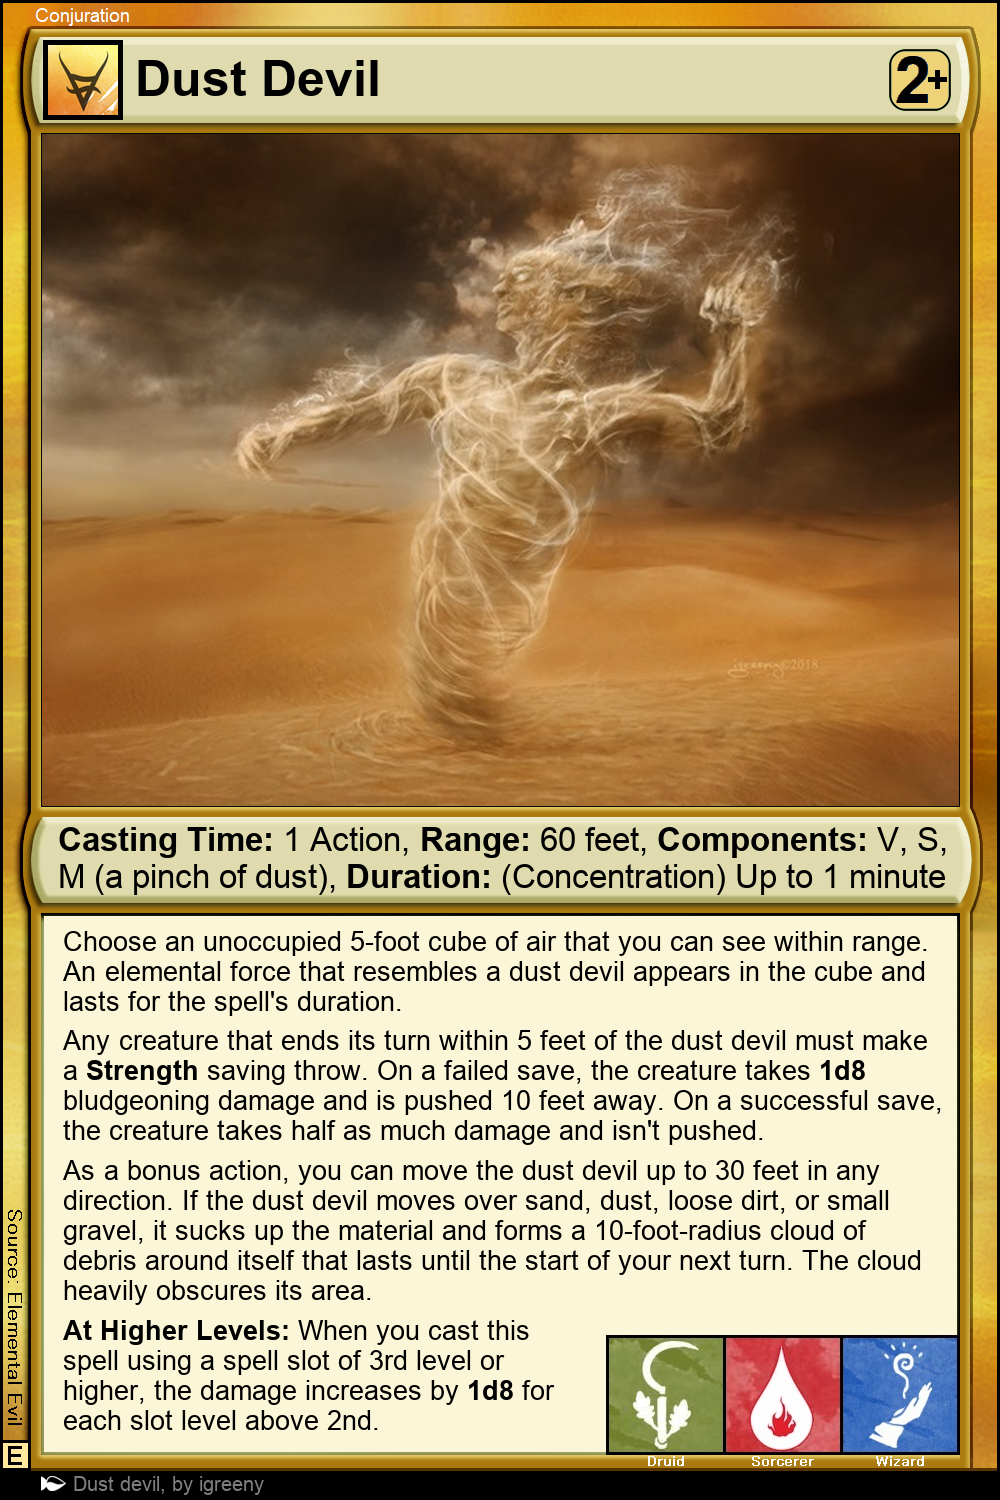 Conjuration
Dust Devil
2+
igreeny©2018
Casting Time: 1 Action, Range: 60 feet, Components: V, S,
M (a pinch of dust), Duration: (Concentration) Up to 1 minute
Choose an unoccupied 5-foot cube of air that you can see within range.
An elemental force that resembles a dust devil appears in the cube and
lasts for the spell's duration.
Any creature that ends its turn within 5 feet of the dust devil must make
a Strength saving throw. On a failed save, the creature takes 1d8
bludgeoning damage and is pushed 10 feet away. On a successful save,
the creature takes half as much damage and isn't pushed.
As a bonus action, you can move the dust devil up to 30 feet in any
direction. If the dust devil moves over sand, dust, loose dirt, or small
gravel, it sucks up the material and forms a 10-foot-radius cloud of
debris around itself that lasts until the start of your next turn. The cloud
heavily obscures its area.
At Higher Levels: When you cast this
spell using a spell slot of 3rd level or
higher, the damage increases by 1d8 for
each slot level above 2nd.
Druid
Sorcerer
Wizard
Source: Elemental Evil
E
Dust devil, by igreeny